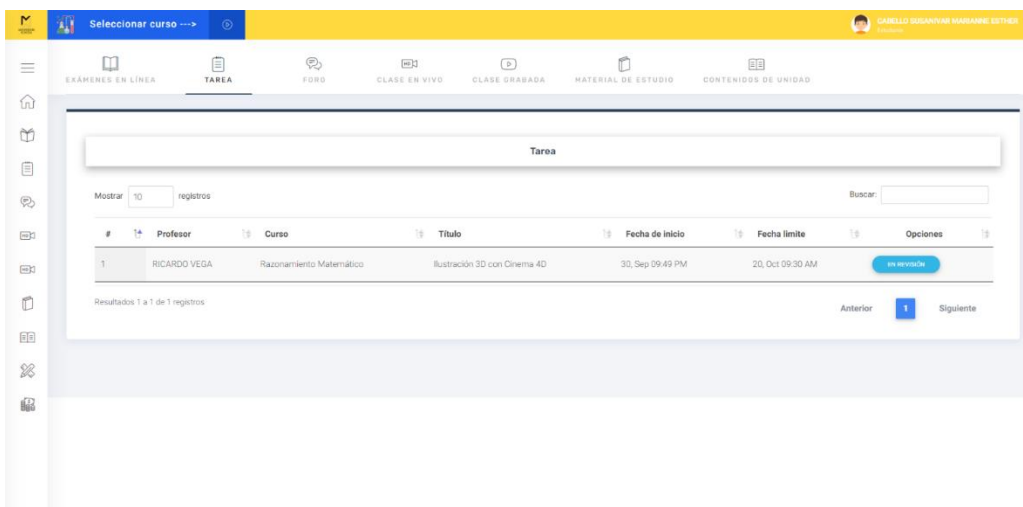 Seleccionar curso --->
GABELLO SUSANIVAR MARIANNE ESTHER
EXÁMENES EN LÍNEA
TAREA
FORO
CLASE EN VIVO
CLASE GRABADA
MATERIAL DE ESTUDIO
CONTENIDOS DE UNIDAD
Tarea
Mostrar 10 registros
Buscar:
# Profesor Curso Título Fecha de inicio Fecha limite Opciones
1 RICARDO VEGA Razonamiento Matemático Ilustración 3D con Cinema 4D 30, Sep 09:49 PM 20, Oct 09:30 AM EN REVISIÓN
Resultados 1 a 1 de 1 registros
Anterior 1 Siguiente